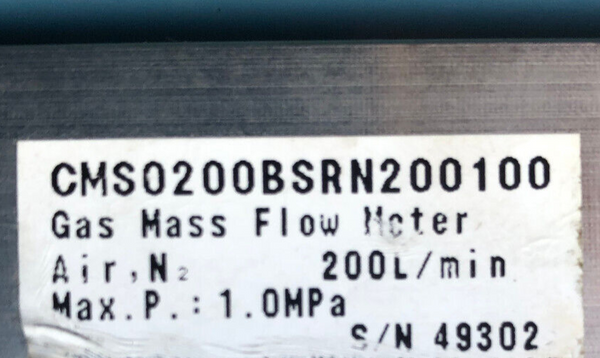 CMS0200BSRN200100
Gas Mass Flow Meter
Air, N₂ 200L/min
Max.P.: 1.0MPa
S/N 49302